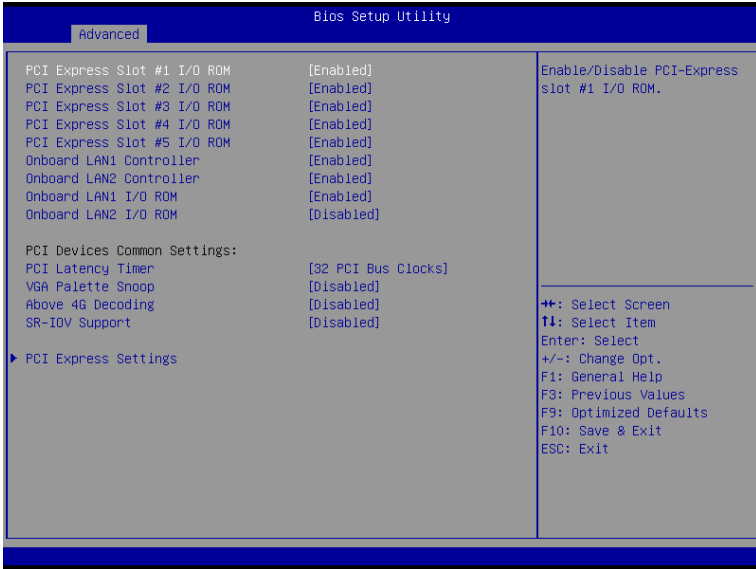 Bios Setup Utility
Advanced
PCI Express Slot #1 I/O ROM [Enabled]
PCI Express Slot #2 I/O ROM [Enabled]
PCI Express Slot #3 I/O ROM [Enabled]
PCI Express Slot #4 I/O ROM [Enabled]
PCI Express Slot #5 I/O ROM [Enabled]
Onboard LAN1 Controller [Enabled]
Onboard LAN2 Controller [Enabled]
Onboard LAN1 I/O ROM [Enabled]
Onboard LAN2 I/O ROM [Disabled]
PCI Devices Common Settings:
PCI Latency Timer [32 PCI Bus Clocks]
VGA Palette Snoop [Disabled]
Above 4G Decoding [Disabled]
SR-IOV Support [Disabled]
PCI Express Settings
Enable/Disable PCI-Express
slot #1 I/O ROM.
→←: Select Screen
↑↓: Select Item
Enter: Select
+/-: Change Opt.
F1: General Help
F3: Previous Values
F9: Optimized Defaults
F10: Save & Exit
ESC: Exit